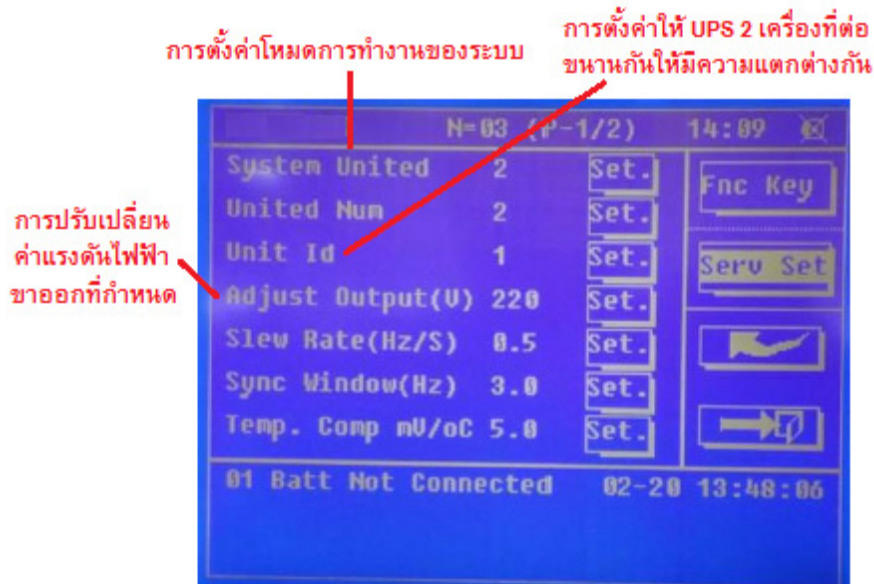 การตั้งค่าโหมดการทำงานของระบบ
การตั้งค่าให้ UPS 2 เครื่องที่ต่อ
ขนานกันให้มีความแตกต่างกัน
การปรับเปลี่ยน
ค่าแรงดันไฟฟ้า
ขาออกที่กำหนด
N=03 (P-1/2) 14:09
System United 2 Set.
United Num 2 Set.
Unit Id 1 Set.
Adjust Output(V) 220 Set.
Slew Rate(Hz/S) 0.5 Set.
Sync Window(Hz) 3.0 Set.
Temp. Comp mV/oC 5.0 Set.
Fnc Key
Serv Set
01 Batt Not Connected 02-20 13:48:06